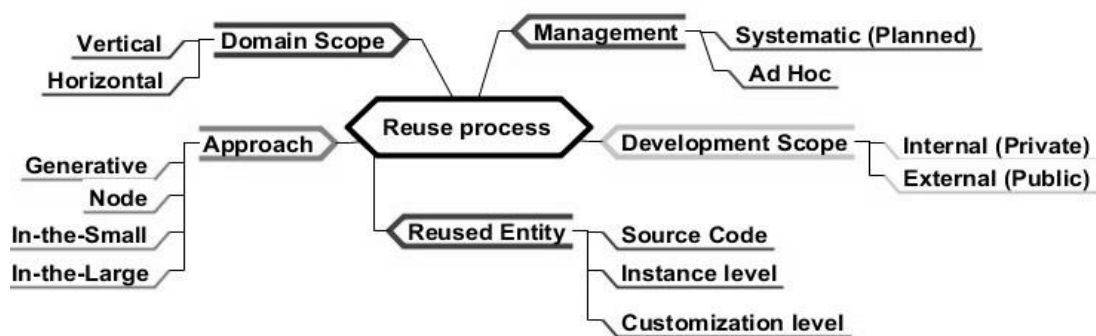 Domain Scope
Vertical
Horizontal
Management
Systematic (Planned)
Ad Hoc
Reuse process
Approach
Generative
Node
In-the-Small
In-the-Large
Development Scope
Internal (Private)
External (Public)
Reused Entity
Source Code
Instance level
Customization level